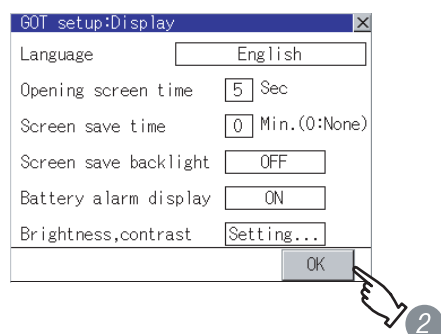 GOT setup:Display ×
Language English
Opening screen time 5 Sec
Screen save time 0 Min.(0:None)
Screen save backlight OFF
Battery alarm display ON
Brightness,contrast Setting...
OK
2